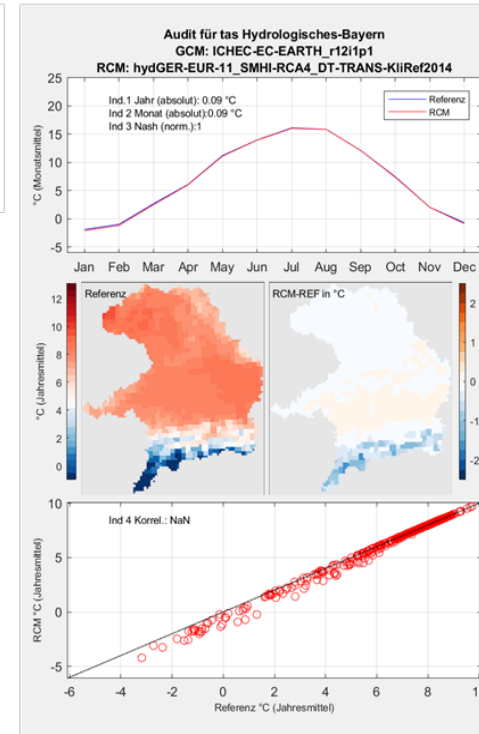 Audit für tas Hydrologisches-Bayern
GCM: ICHEC-EC-EARTH_r12i1p1
RCM: hydGER-EUR-11_SMHI-RCA4_DT-TRANS-KliRef2014
25
20
15
10
5
0
-5
°C (Monatsmittel)
Ind.1 Jahr (absolut): 0.09 °C
Ind 2 Monat (absolut):0.09 °C
Ind 3 Nash (norm.):1
Referenz
RCM
Jan Feb Mar Apr May Jun Jul Aug Sep Oct Nov Dec
12
10
8
6
4
2
0
°C (Jahresmittel)
Referenz
RCM-REF in °C
2
1
0
-1
-2
10
5
0
-5
RCM °C (Jahresmittel)
Ind 4 Korrel.: NaN
-6 -4 -2 0 2 4 6 8
Referenz °C (Jahresmittel)